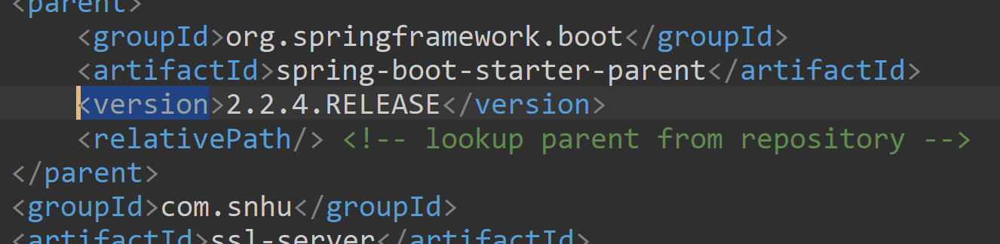 <parent>
<groupId>org.springframework.boot</groupId>
<artifactId>spring-boot-starter-parent</artifactId>
<version>2.2.4.RELEASE</version>
<relativePath/> <!-- lookup parent from repository -->
</parent>
<groupId>com.snhu</groupId>
<artifactId>ssl-server</artifactId>